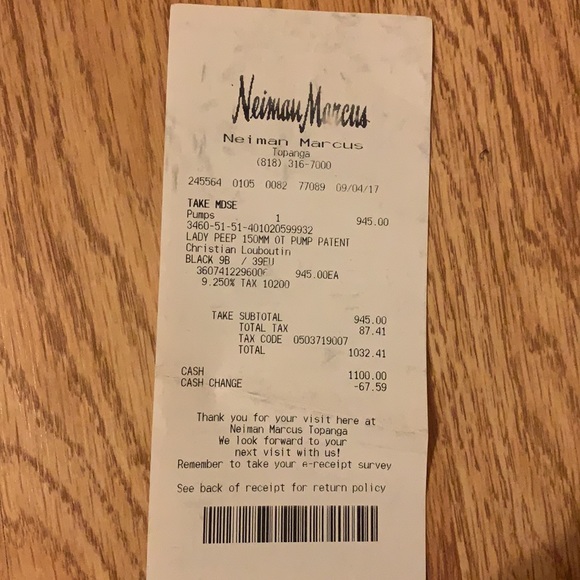 Neiman Marcus
Neiman Marcus
Topanga
(818) 316-7000
245564 0105 0082 77089 09/04/17
TAKE MDSE
Pumps 1 945.00
3460-51-51-401020599932
LADY PEEP 150MM OT PUMP PATENT
Christian Louboutin
BLACK 9B / 39EU
360741229600 945.00EA
9.250% TAX 10200
TAKE SUBTOTAL 945.00
TOTAL TAX 87.41
TAX CODE 0503719007
TOTAL 1032.41
CASH 1100.00
CASH CHANGE -67.59
Thank you for your visit here at
Neiman Marcus Topanga
We look forward to your
next visit with us!
Remember to take your e-receipt survey
See back of receipt for return policy